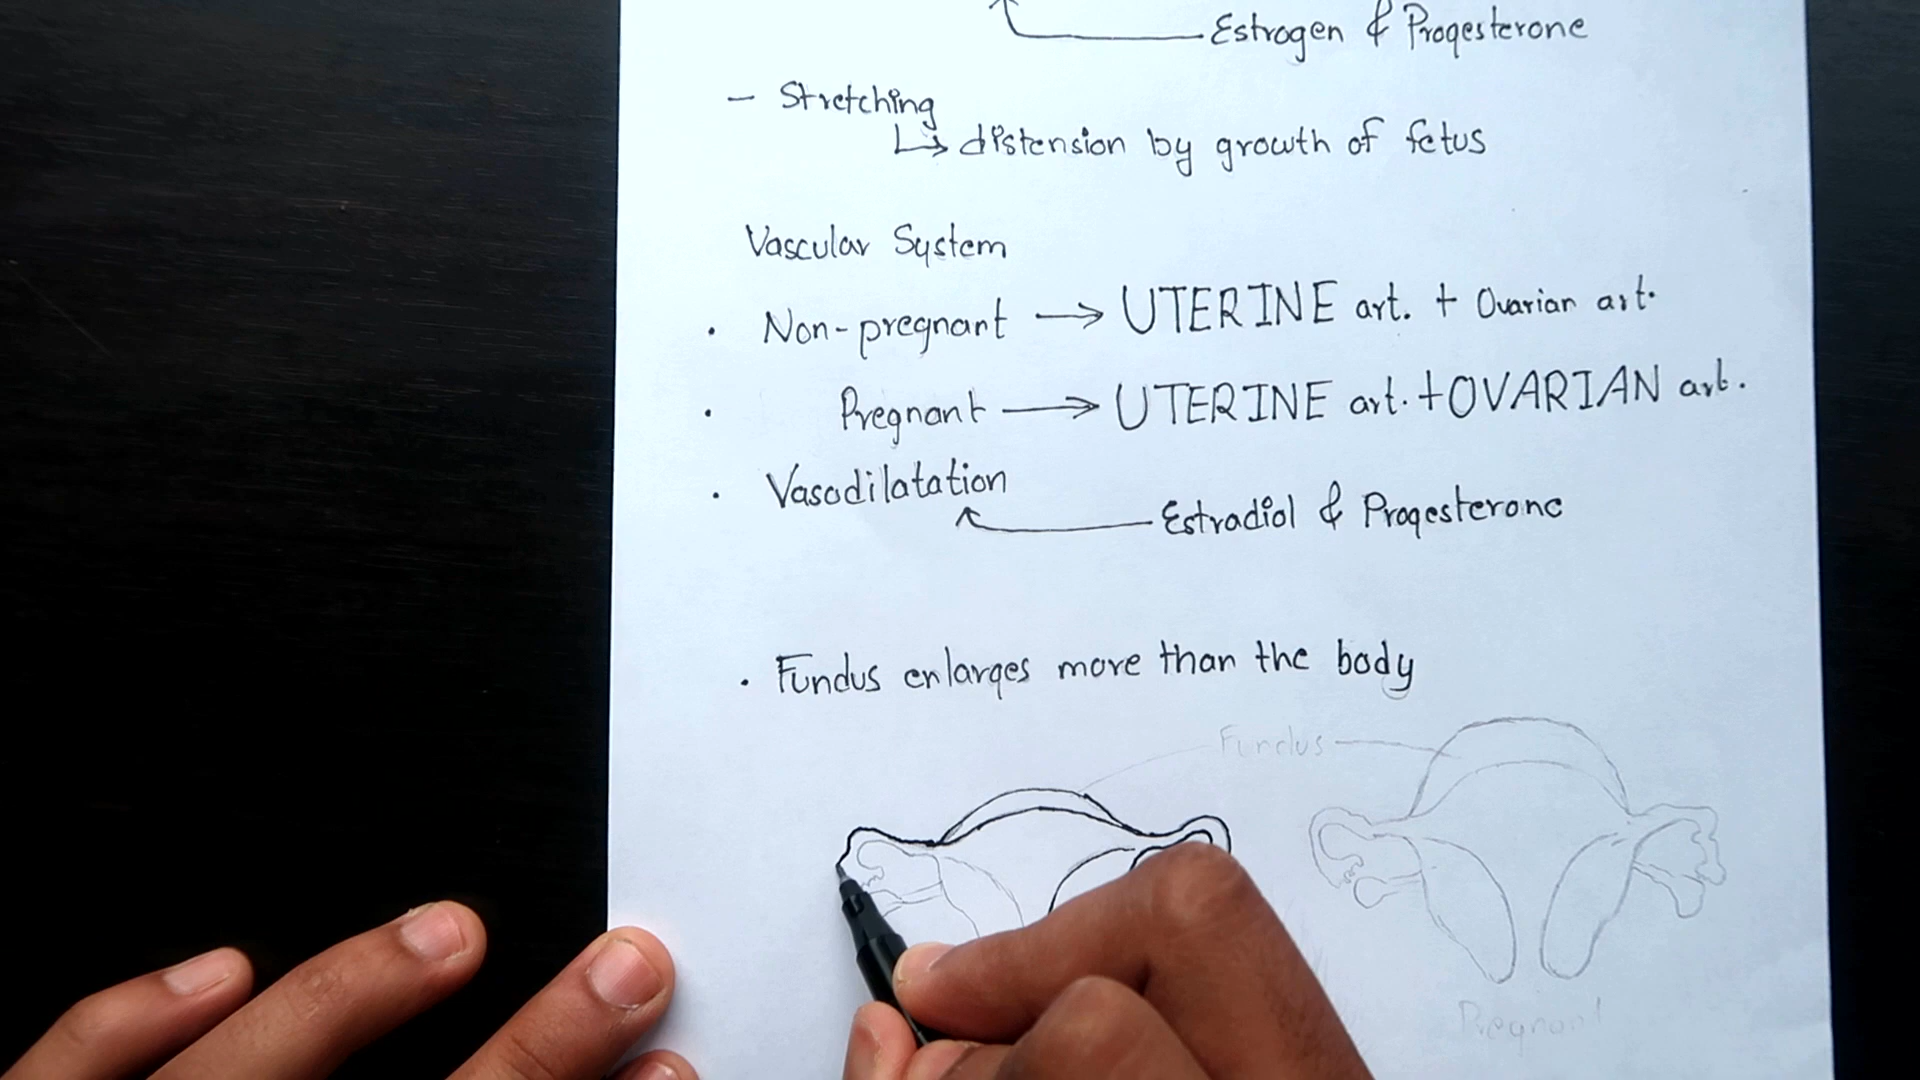 Estrogen & Progesterone
- Stretching
↳ distension by growth of fetus
Vascular System
• Non-pregnant → UTERINE art. + Ovarian art.
• Pregnant → UTERINE art. + OVARIAN art.
• Vasodilatation
Estradiol & Progesterone
• Fundus enlarges more than the body
Fundus
Pregnant